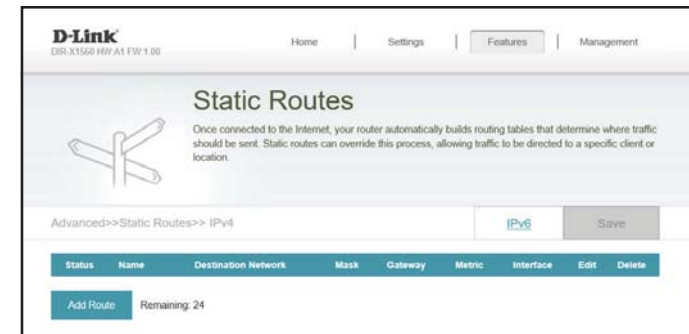 D-Link
DIR-X1560 HW:A1 FW:1.00
Home | Settings | Features | Management
Static Routes
Once connected to the Internet, your router automatically builds routing tables that determine where traffic
should be sent. Static routes can override this process, allowing traffic to be directed to a specific client or
location.
Advanced>>Static Routes>> IPv4
IPv6
Save
Status Name Destination Network Mask Gateway Metric Interface Edit Delete
Add Route Remaining: 24